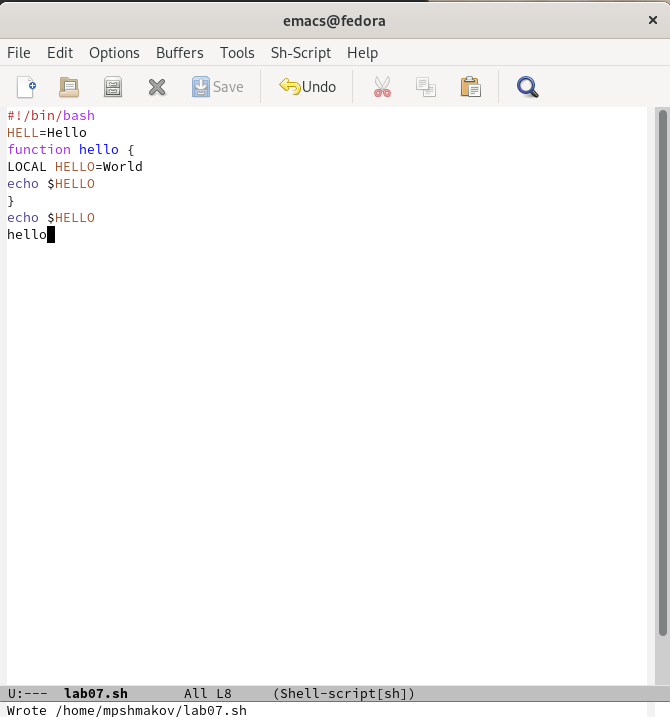 emacs@fedora ×
File Edit Options Buffers Tools Sh-Script Help
Save Undo
#!/bin/bash
HELL=Hello
function hello {
LOCAL HELLO=World
echo $HELLO
}
echo $HELLO
hello
U:--- lab07.sh All L8 (Shell-script[sh])
Wrote /home/mpshmakov/lab07.sh